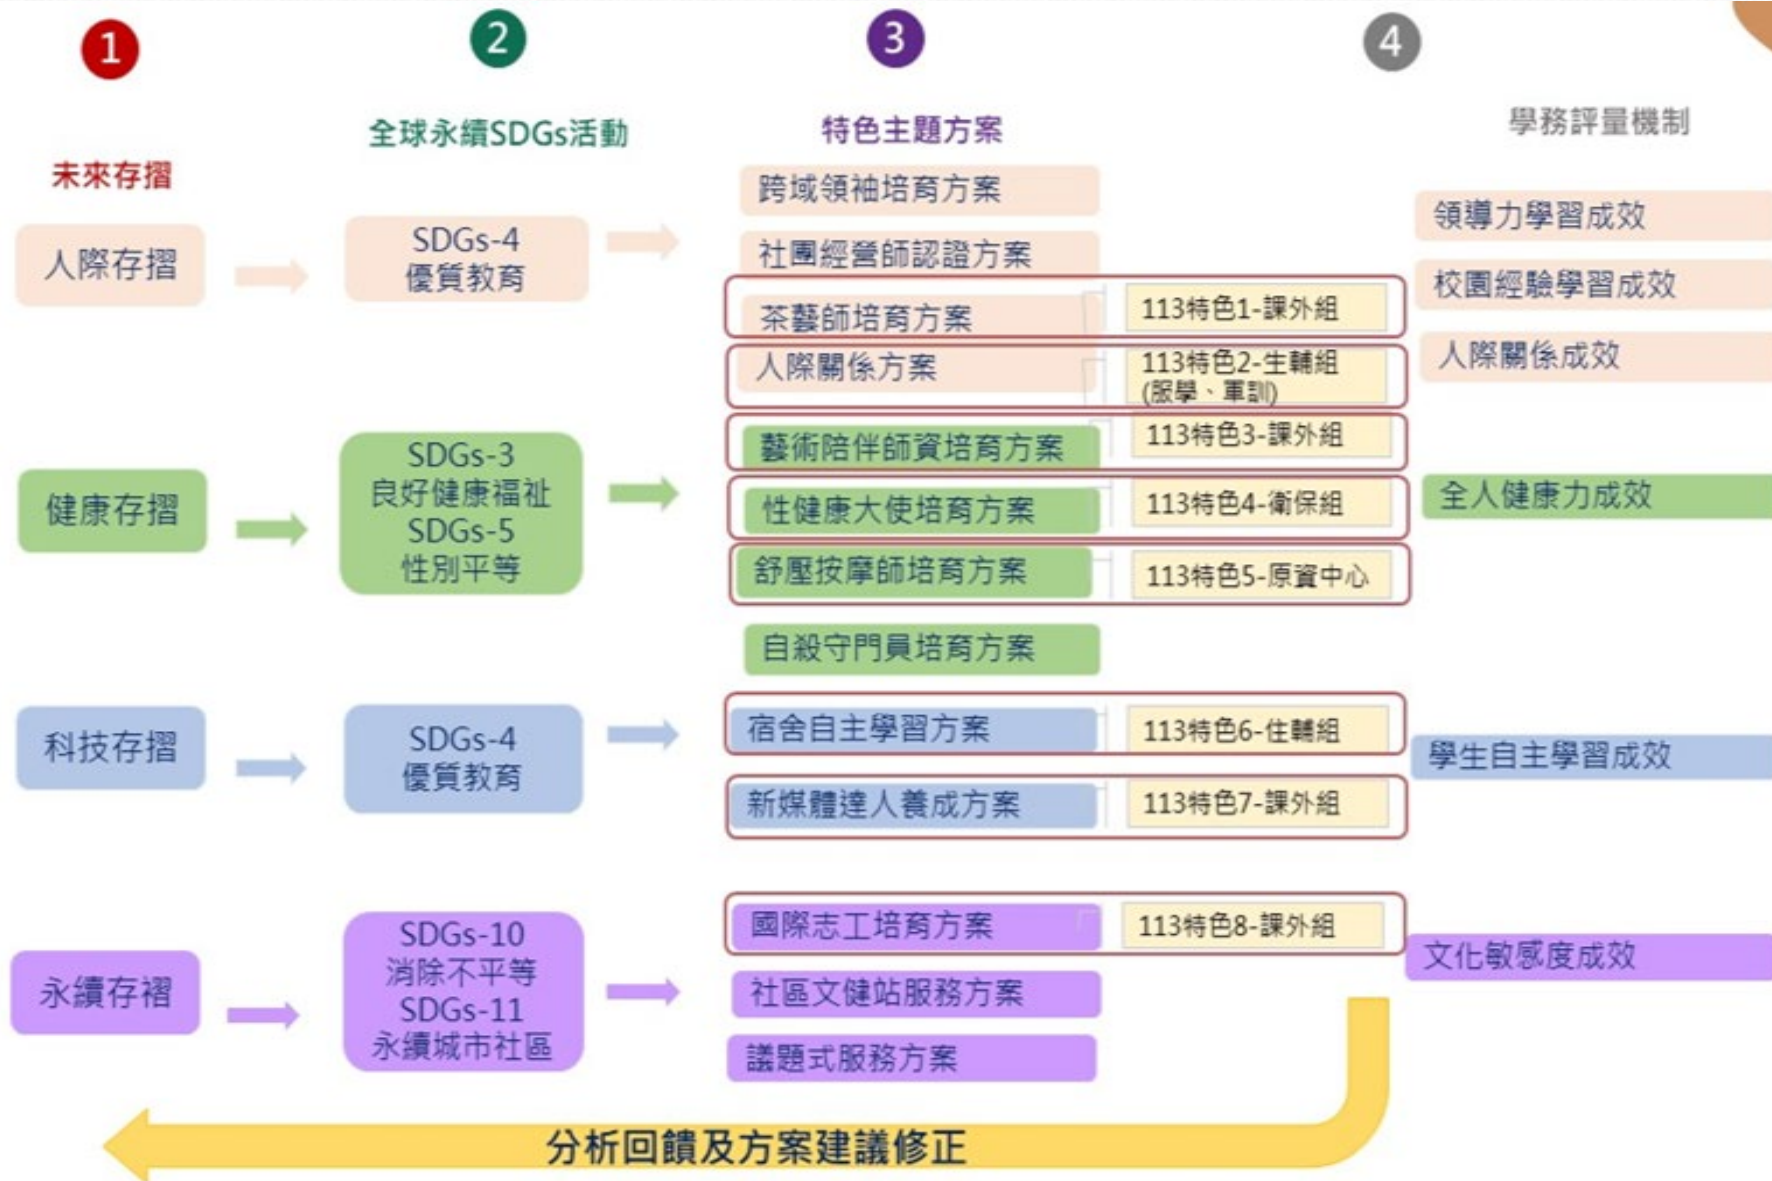 1
2
3
4
未來存摺
全球永續SDGs活動
特色主題方案
學務評量機制
人際存摺
SDGs-4
優質教育
跨域領袖培育方案
社團經營師認證方案
茶藝師培育方案
113特色1-課外組
人際關係方案
113特色2-生輔組
(服學、軍訓)
領導力學習成效
校園經驗學習成效
人際關係成效
健康存摺
SDGs-3
良好健康福祉
SDGs-5
性別平等
藝術陪伴師資培育方案
113特色3-課外組
性健康大使培育方案
113特色4-衛保組
舒壓按摩師培育方案
113特色5-原資中心
自殺守門員培育方案
全人健康力成效
科技存摺
SDGs-4
優質教育
宿舍自主學習方案
113特色6-住輔組
新媒體達人養成方案
113特色7-課外組
學生自主學習成效
永續存褶
SDGs-10
消除不平等
SDGs-11
永續城市社區
國際志工培育方案
113特色8-課外組
社區文健站服務方案
議題式服務方案
文化敏感度成效
分析回饋及方案建議修正